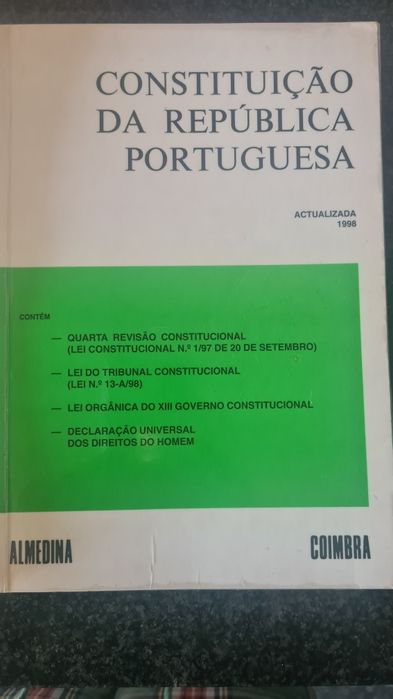 CONSTITUIÇÃO
DA REPÚBLICA
PORTUGUESA
ACTUALIZADA
1998
CONTÉM
— QUARTA REVISÃO CONSTITUCIONAL
(LEI CONSTITUCIONAL N.º 1/97 DE 20 DE SETEMBRO)
— LEI DO TRIBUNAL CONSTITUCIONAL
(LEI N.º 13-A/98)
— LEI ORGÂNICA DO XIII GOVERNO CONSTITUCIONAL
— DECLARAÇÃO UNIVERSAL
DOS DIREITOS DO HOMEM
ALMEDINA COIMBRA